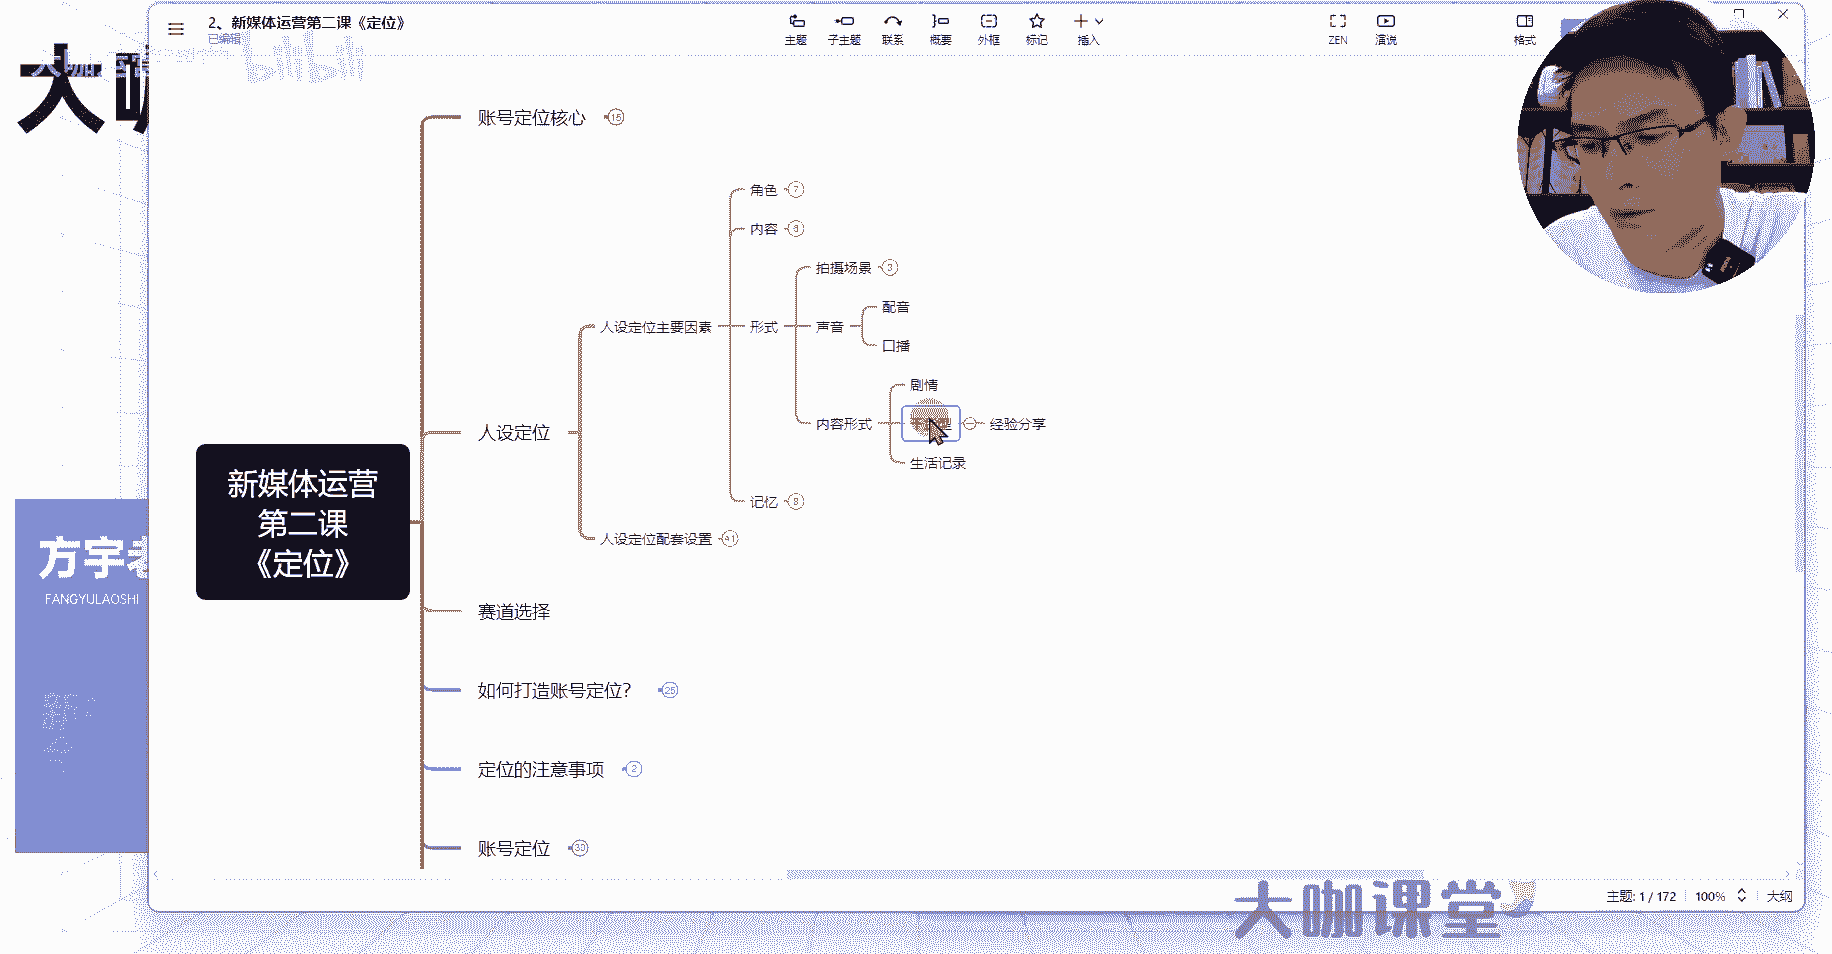 2、新媒体运营第二课《定位》
已编辑
主题
子主题
联系
概要
外框
标记
插入
ZEN
演说
格式
bilibili
大咖
账号定位核心
15
角色
7
内容
8
拍摄场景
3
配音
人设定位主要因素
形式
声音
口播
剧情
内容形式
经验分享
人设定位
生活记录
记忆
8
人设定位配套设置
41
新媒体运营
第二课
《定位》
方宇老
FANGYULAOSHI
赛道选择
如何打造账号定位?
25
定位的注意事项
2
账号定位
30
主题: 1 / 172
100%
大纲
大咖课堂